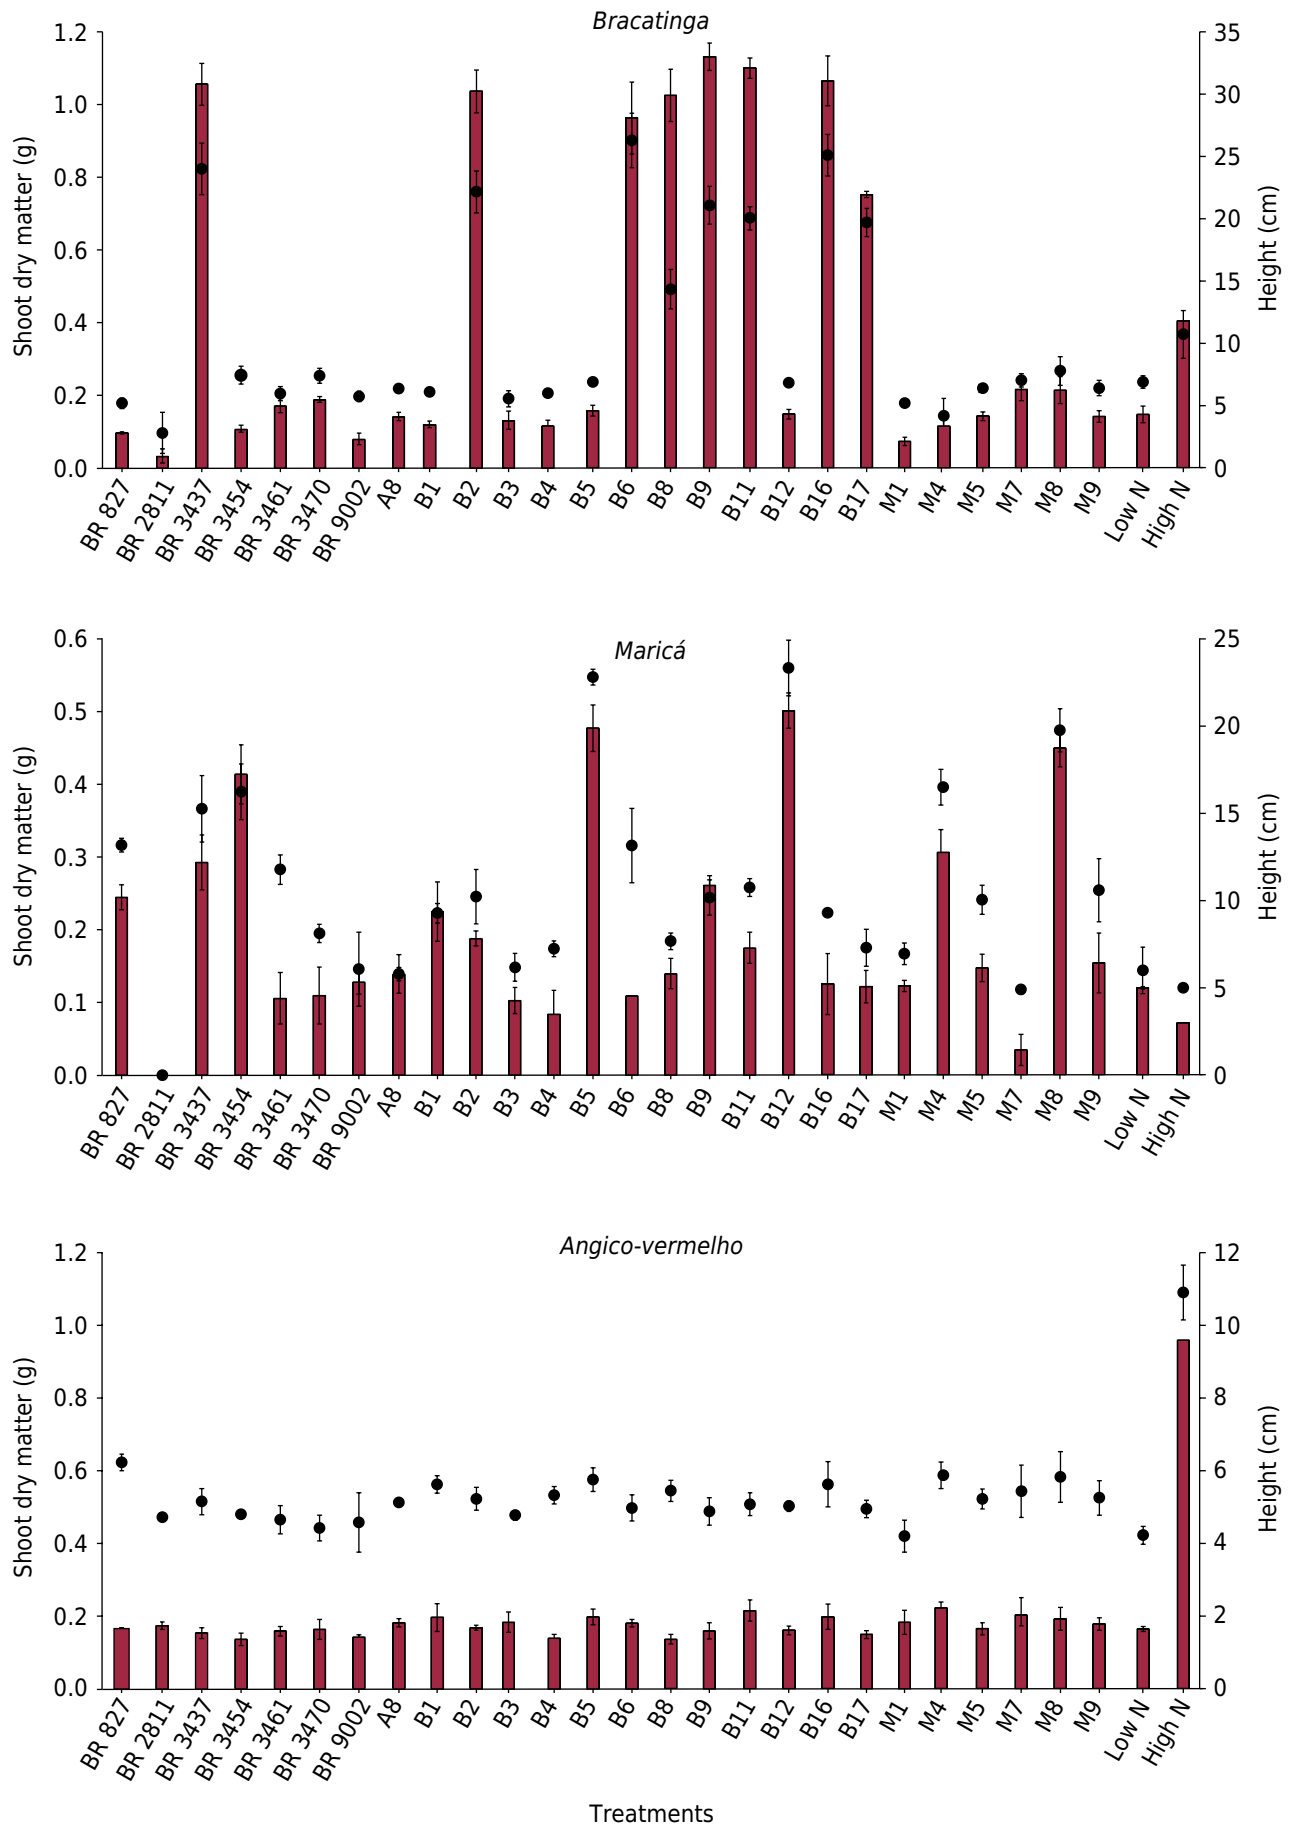 Bracatinga
1.2 1.0 0.8 0.6 0.4 0.2 0.0
Shoot dry matter (g)
35 30 25 20 15 10 5 0
Height (cm)
BR 827 BR 2811 BR 3437 BR 3454 BR 3461 BR 3470 BR 9002 A8 B1 B2 B3 B4 B5 B6 B8 B9 B11 B12 B16 B17 M1 M4 M5 M7 M8 M9 Low N High N
Maricá
0.6 0.5 0.4 0.3 0.2 0.1 0.0
Shoot dry matter (g)
25 20 15 10 5 0
Height (cm)
BR 827 BR 2811 BR 3437 BR 3454 BR 3461 BR 3470 BR 9002 A8 B1 B2 B3 B4 B5 B6 B8 B9 B11 B12 B16 B17 M1 M4 M5 M7 M8 M9 Low N High N
Angico-vermelho
1.2 1.0 0.8 0.6 0.4 0.2 0.0
Shoot dry matter (g)
12 10 8 6 4 2 0
Height (cm)
BR 827 BR 2811 BR 3437 BR 3454 BR 3461 BR 3470 BR 9002 A8 B1 B2 B3 B4 B5 B6 B8 B9 B11 B12 B16 B17 M1 M4 M5 M7 M8 M9 Low N High N
Treatments